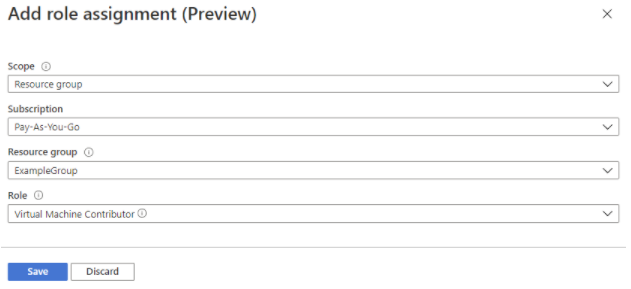 Add role assignment (Preview)
Scope
Resource group
Subscription
Pay-As-You-Go
Resource group
ExampleGroup
Role
Virtual Machine Contributor
Save Discard